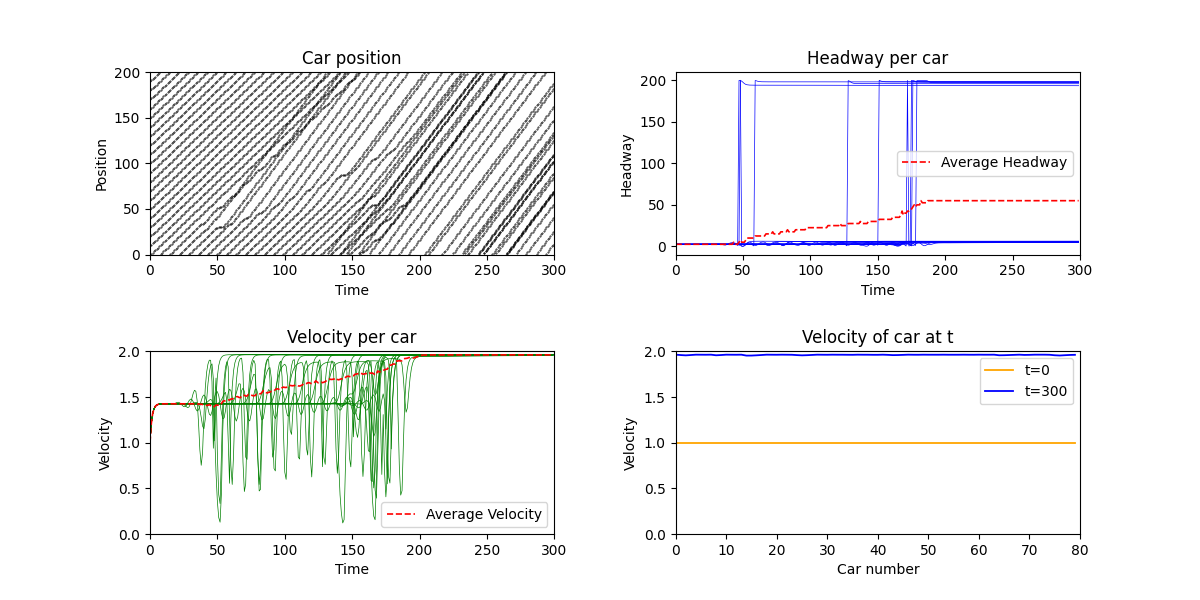 Car position
Position
200
150
100
50
0
0 50 100 150 200 250 300
Time
Headway per car
Headway
200
150
100
50
0
Average Headway
0 50 100 150 200 250 300
Time
Velocity per car
Velocity
2.0
1.5
1.0
0.5
0.0
Average Velocity
0 50 100 150 200 250 300
Time
Velocity of car at t
Velocity
2.0
1.5
1.0
0.5
0.0
t=0
t=300
0 10 20 30 40 50 60 70 80
Car number